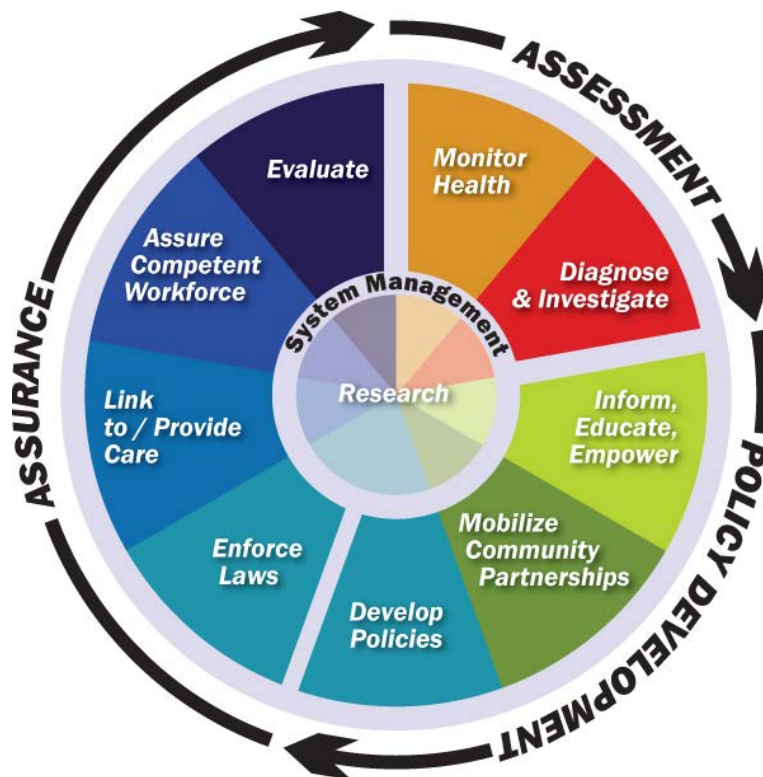 ASSESSMENT
Monitor
Health
Diagnose
& Investigate
POLICY DEVELOPMENT
Inform,
Educate,
Empower
Mobilize
Community
Partnerships
Develop
Policies
ASSURANCE
Enforce
Laws
Link
to / Provide
Care
Assure
Competent
Workforce
Evaluate
System Management
Research